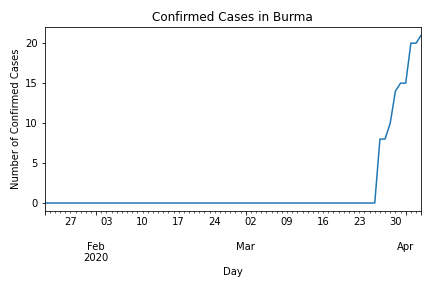 Confirmed Cases in Burma
Number of Confirmed Cases
20
15
10
5
0
27 03 10 17 24 02 09 16 23 30
Feb Mar Apr
2020
Day